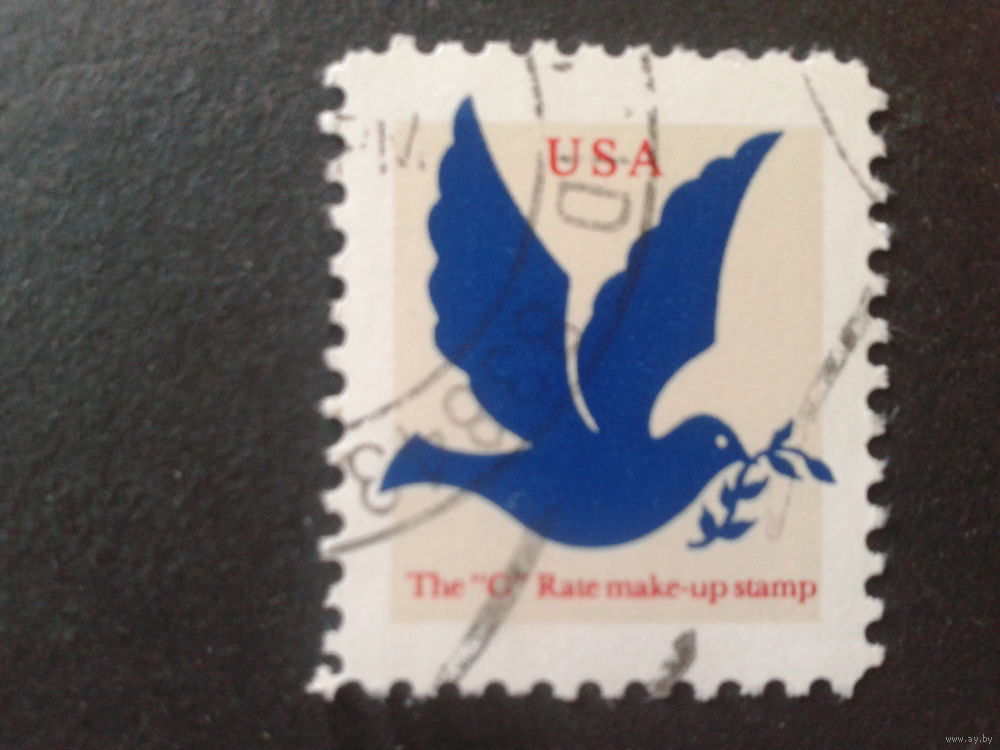 USA
The "G" Rate make-up stamp
www.ay.by